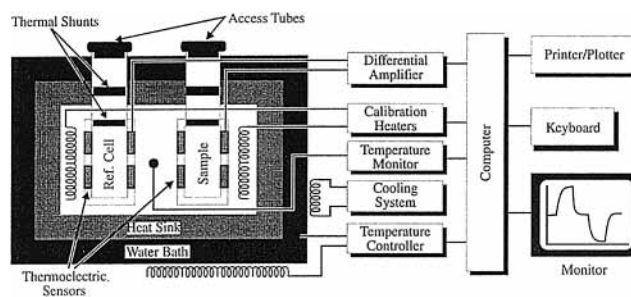 Thermal Shunts
Access Tubes
Differential
Amplifier
Calibration
Heaters
Temperature
Monitor
Cooling
System
Temperature
Controller
Computer
Printer/Plotter
Keyboard
Monitor
Ref. Cell
Sample
Heat Sink
Water Bath
Thermoelectric
Sensors